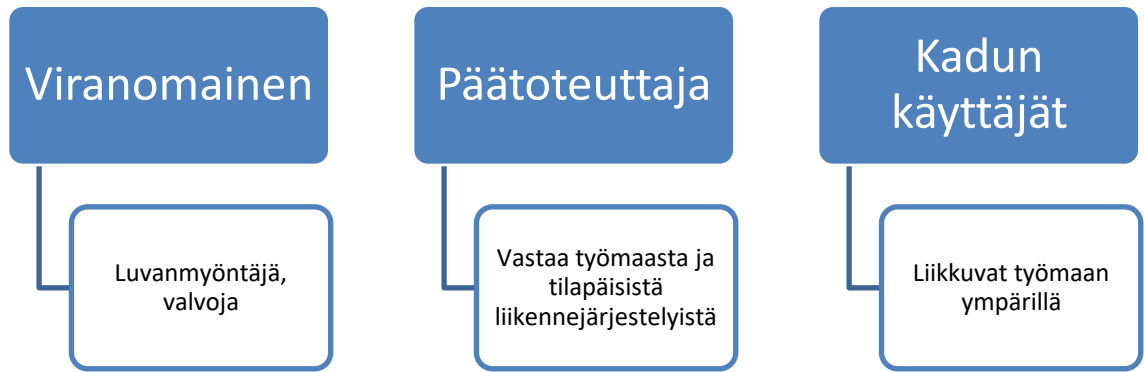 Viranomainen
Luvanmyöntäjä,
valvoja
Päätoteuttaja
Vastaa työmaasta ja
tilapäisistä
liikennejärjestelyistä
Kadun
käyttäjät
Liikkuvat työmaan
ympärillä